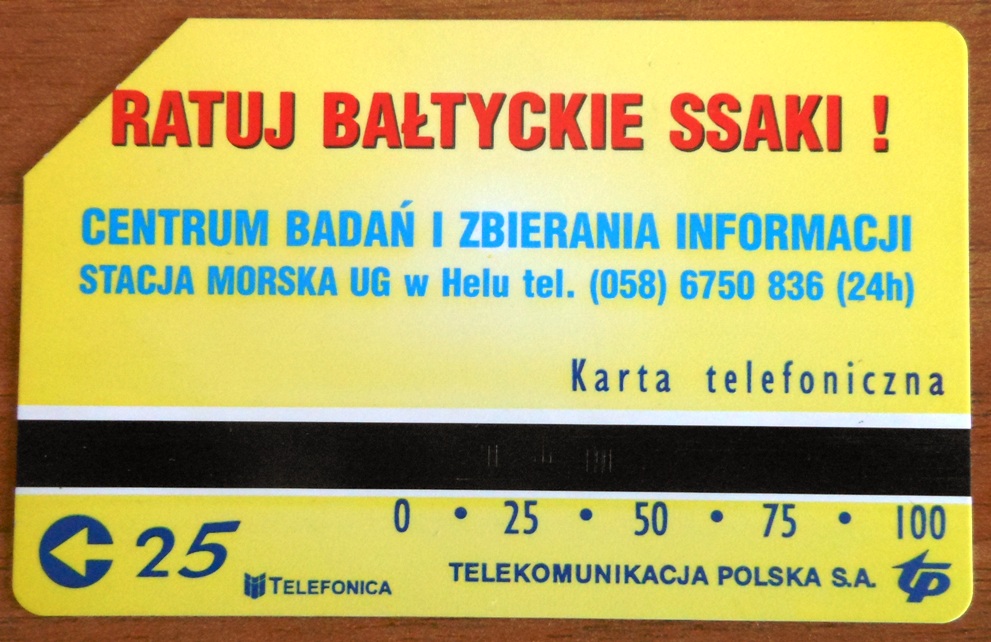 RATUJ BAŁTYCKIE SSAKI !
CENTRUM BADAŃ I ZBIERANIA INFORMACJI
STACJA MORSKA UG w Helu tel. (058) 6750 836 (24h)
Karta telefoniczna
0 • 25 • 50 • 75 • 100
25
TELEFONICA
TELEKOMUNIKACJA POLSKA S.A. tp